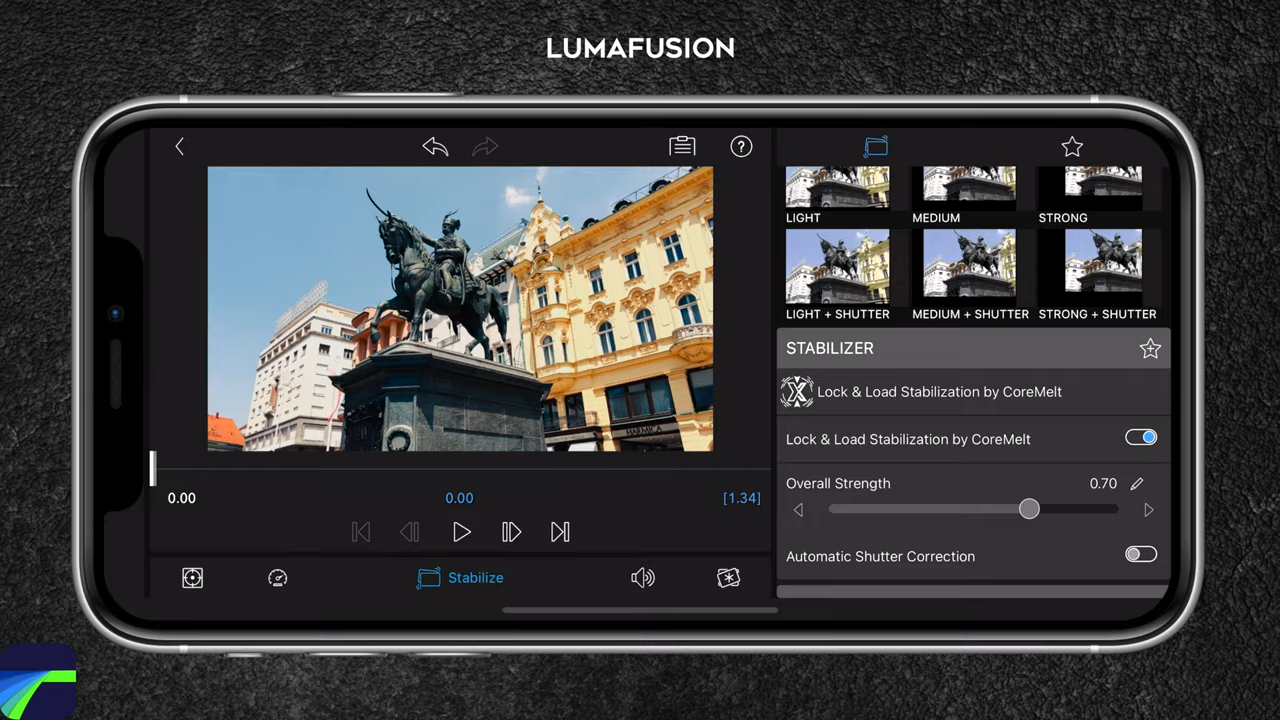 LUMAFUSION
LIGHT
MEDIUM
STRONG
LIGHT + SHUTTER
MEDIUM + SHUTTER
STRONG + SHUTTER
STABILIZER
Lock & Load Stabilization by CoreMelt
Lock & Load Stabilization by CoreMelt
Overall Strength 0.70
Automatic Shutter Correction
HARMICA
0.00 0.00 [1.34]
Stabilize